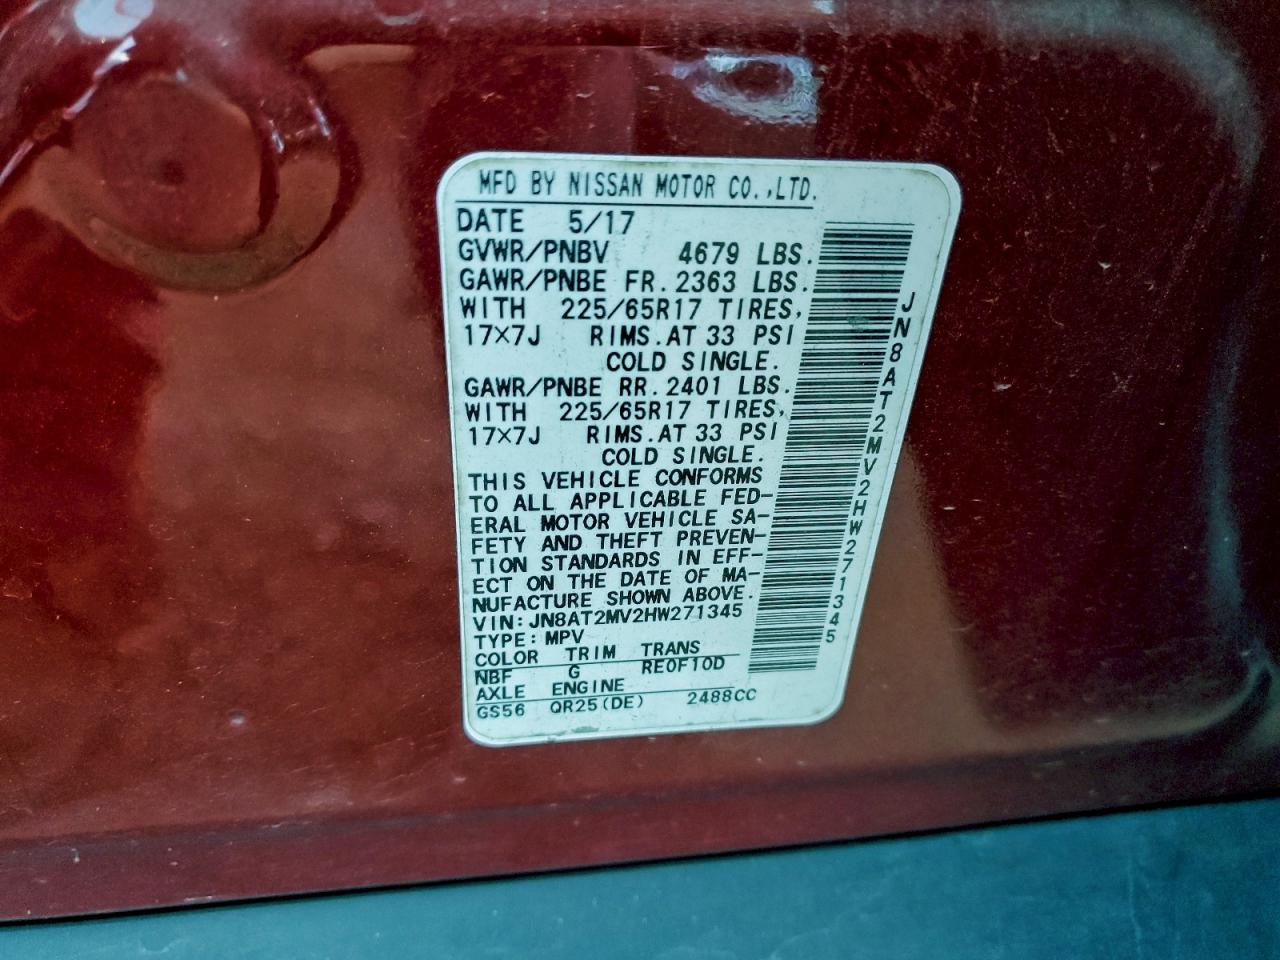 MFD BY NISSAN MOTOR CO.,LTD.
DATE 5/17
GVWR/PNBV 4679 LBS.
GAWR/PNBE FR. 2363 LBS.
WITH 225/65R17 TIRES,
17×7J RIMS.AT 33 PSI
COLD SINGLE.
GAWR/PNBE RR. 2401 LBS.
WITH 225/65R17 TIRES,
17×7J RIMS.AT 33 PSI
COLD SINGLE.
THIS VEHICLE CONFORMS
TO ALL APPLICABLE FED-
ERAL MOTOR VEHICLE SA-
FETY AND THEFT PREVEN-
TION STANDARDS IN EFF-
ECT ON THE DATE OF MA-
NUFACTURE SHOWN ABOVE.
VIN:JN8AT2MV2HW271345
TYPE:MPV
COLOR TRIM TRANS
NBF G RE0F10D
AXLE ENGINE
GS56 QR25(DE) 2488CC
JN8AT2MV2HW271345